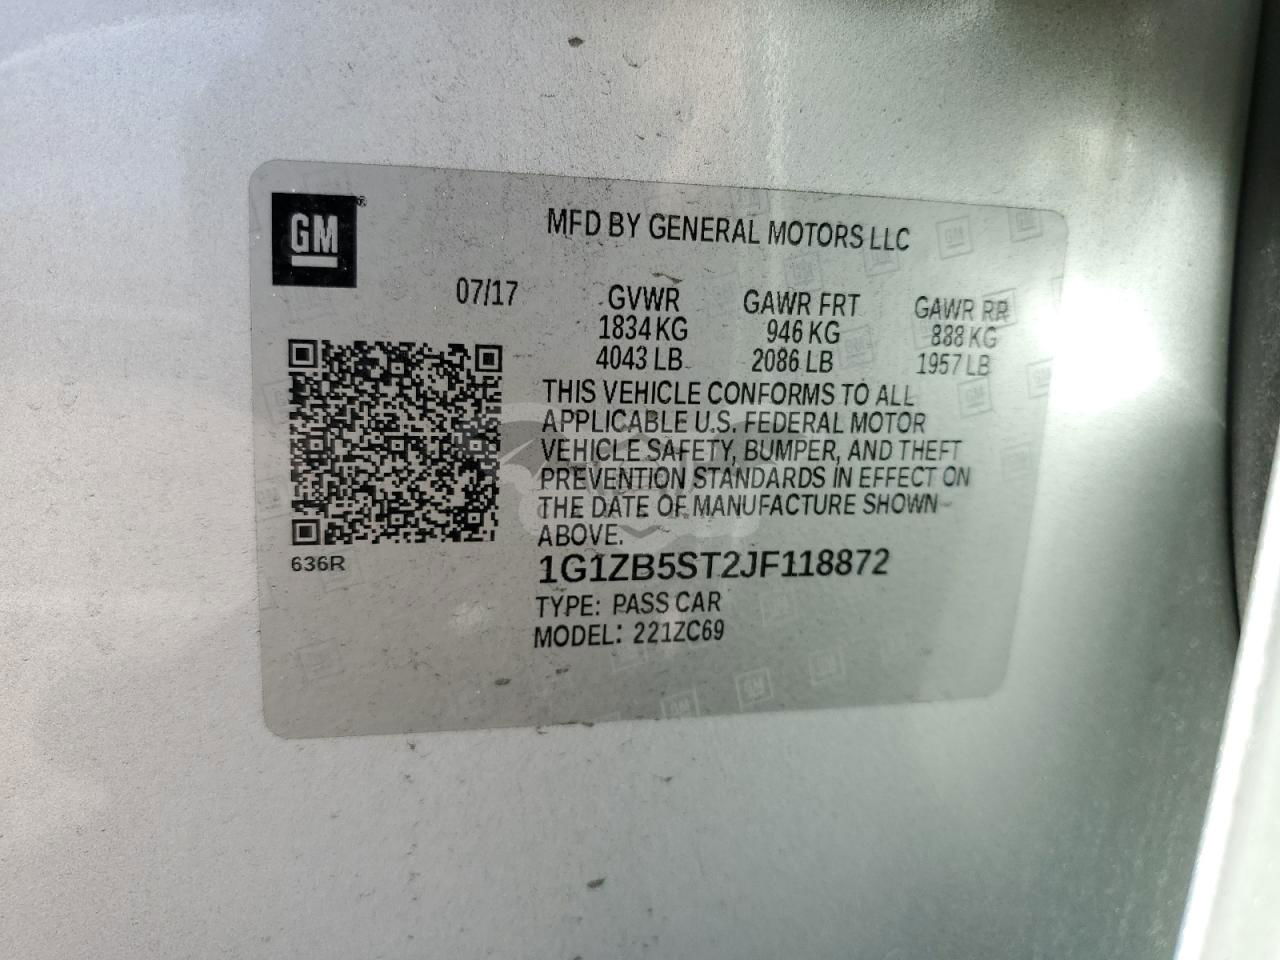 GM
MFD BY GENERAL MOTORS LLC
07/17 GVWR GAWR FRT GAWR RR
1834 KG 946 KG 888 KG
4043 LB 2086 LB 1957 LB
THIS VEHICLE CONFORMS TO ALL
APPLICABLE U.S. FEDERAL MOTOR
VEHICLE SAFETY, BUMPER, AND THEFT
PREVENTION STANDARDS IN EFFECT ON
THE DATE OF MANUFACTURE SHOWN
ABOVE.
636R
1G1ZB5ST2JF118872
TYPE: PASS CAR
MODEL: 221ZC69